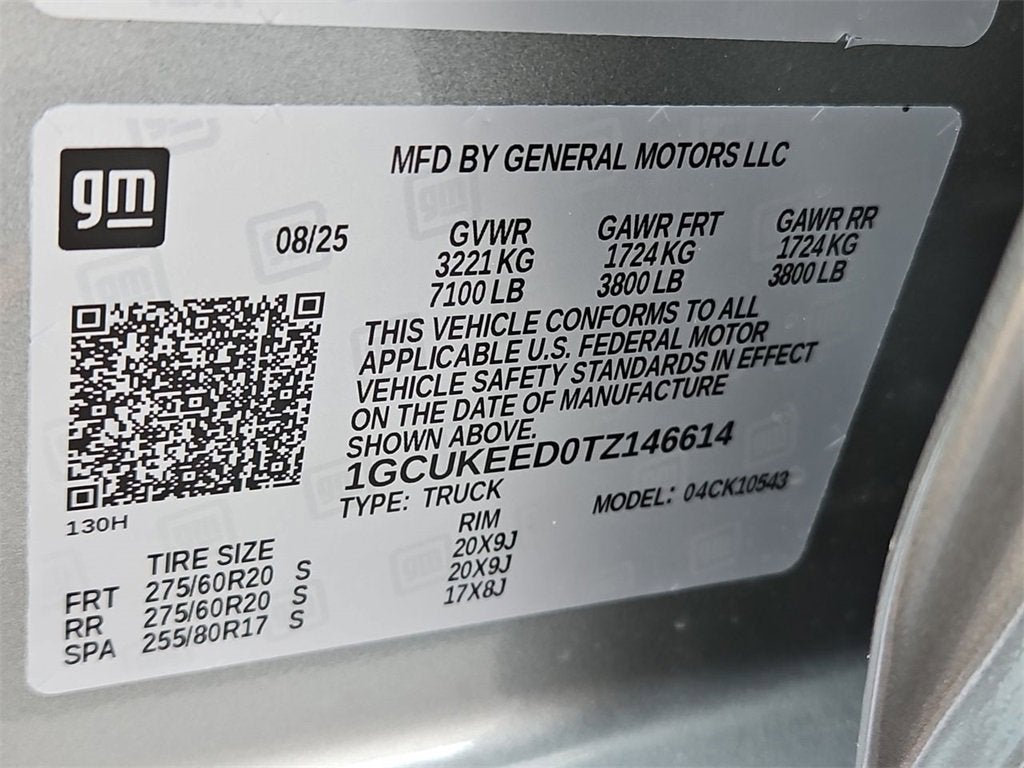 gm
MFD BY GENERAL MOTORS LLC
08/25 GVWR GAWR FRT GAWR RR
3221 KG 1724 KG 1724 KG
7100 LB 3800 LB 3800 LB
THIS VEHICLE CONFORMS TO ALL
APPLICABLE U.S. FEDERAL MOTOR
VEHICLE SAFETY STANDARDS IN EFFECT
ON THE DATE OF MANUFACTURE
SHOWN ABOVE.
1GCUKEED0TZ146614
TYPE: TRUCK MODEL: 04CK10543
130H
TIRE SIZE RIM
FRT 275/60R20 S 20X9J
RR 275/60R20 S 20X9J
SPA 255/80R17 S 17X8J